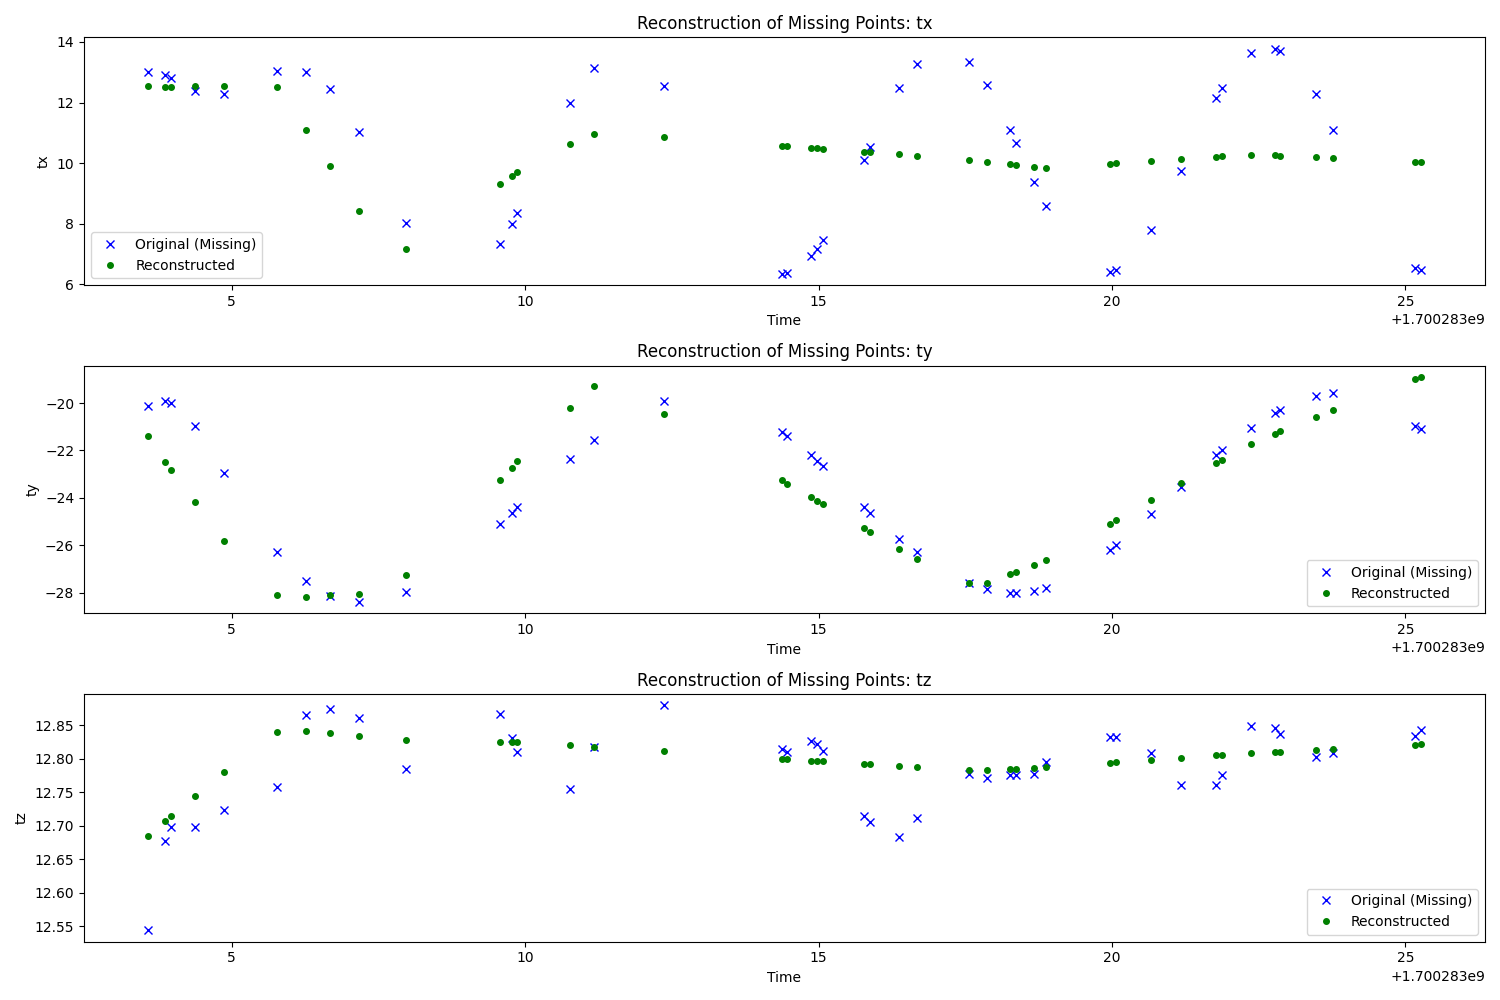 Reconstruction of Missing Points: tx
14
12
10
8
6
tx
Original (Missing)
Reconstructed
5 10 15 20 25
Time
+1.700283e9
Reconstruction of Missing Points: ty
−20
−22
−24
−26
−28
ty
Original (Missing)
Reconstructed
5 10 15 20 25
Time
+1.700283e9
Reconstruction of Missing Points: tz
12.85
12.80
12.75
12.70
12.65
12.60
12.55
tz
Original (Missing)
Reconstructed
5 10 15 20 25
Time
+1.700283e9